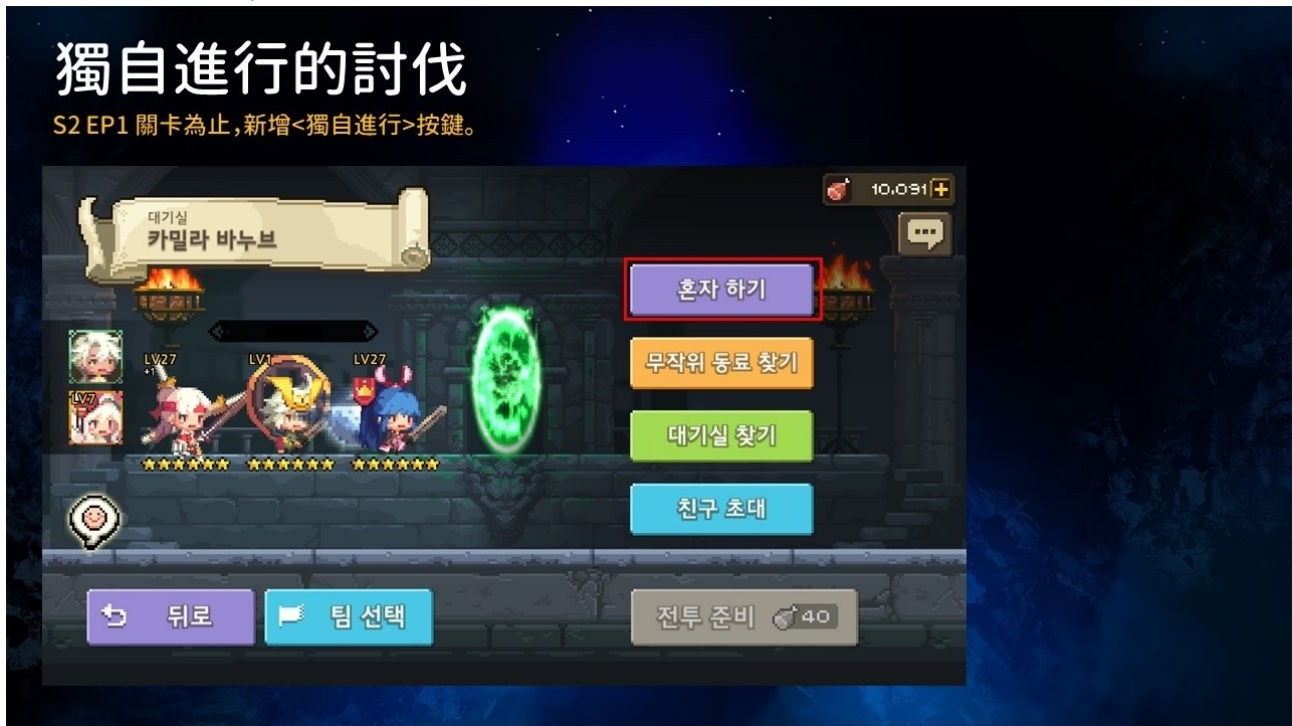 獨自進行的討伐
S2 EP1 關卡為止,新增<獨自進行>按鍵。
10,091
대기실
카밀라 바누브
혼자 하기
LV27
+1
LV1
LV27
무작위 동료 찾기
LV7
대기실 찾기
친구 초대
뒤로
팀 선택
전투 준비 40